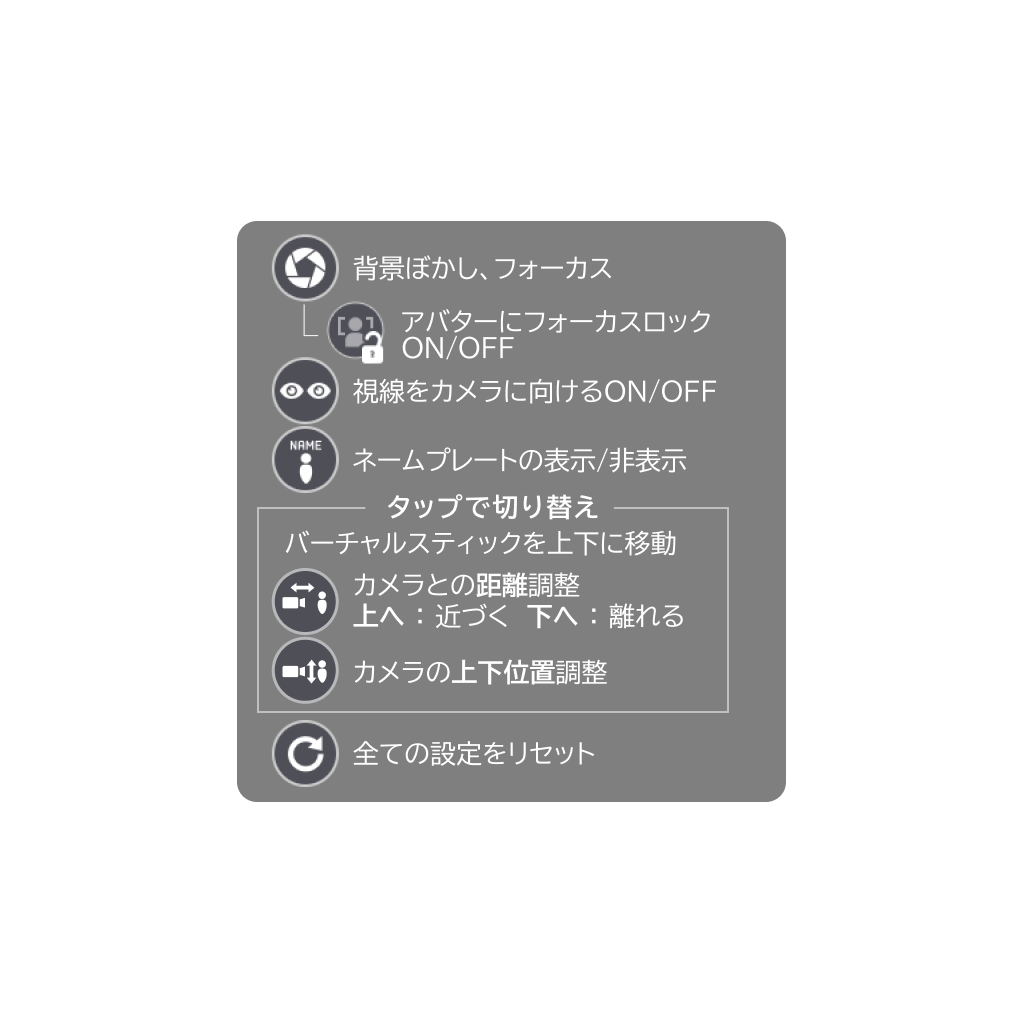 背景ぼかし、フォーカス
アバターにフォーカスロック
ON/OFF
視線をカメラに向けるON/OFF
NAME
ネームプレートの表示/非表示
タップで切り替え
バーチャルスティックを上下に移動
カメラとの距離調整
上へ：近づく 下へ：離れる
カメラの上下位置調整
全ての設定をリセット